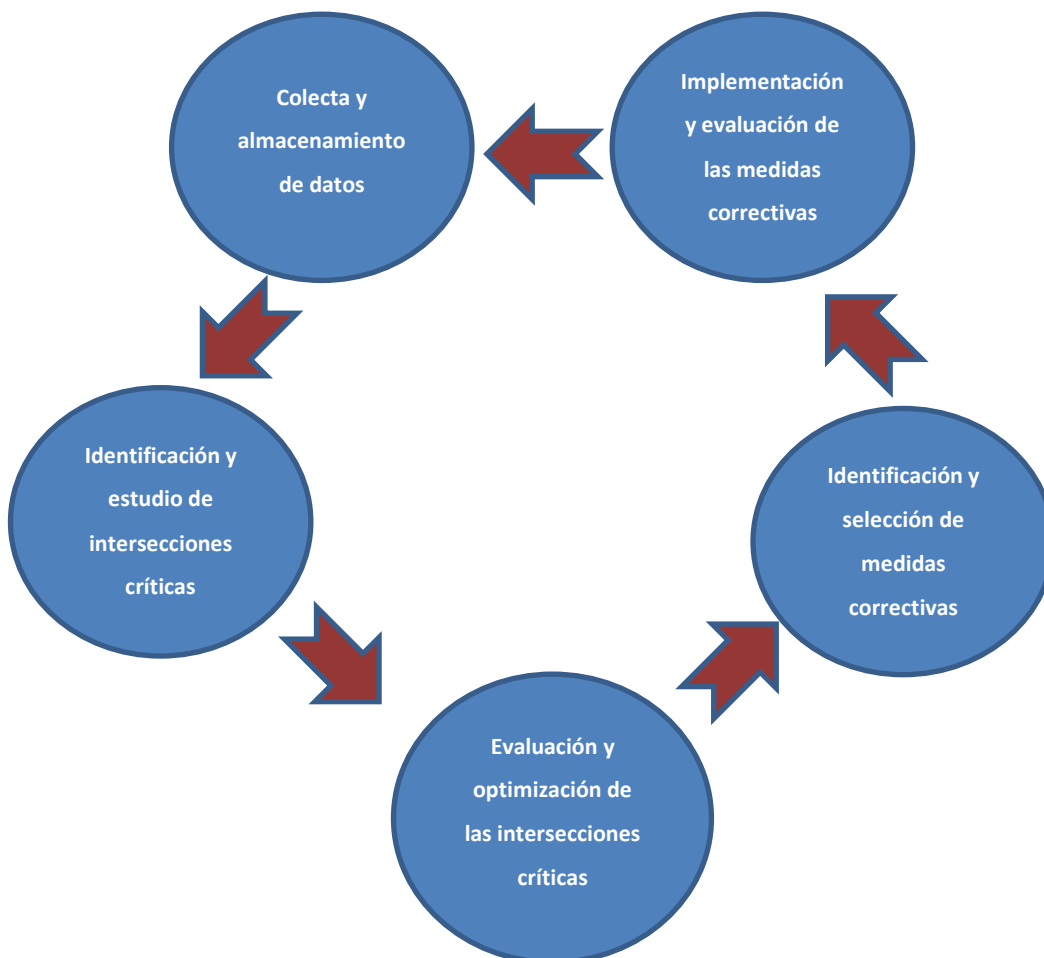 Colecta y
almacenamiento
de datos
Implementación
y evaluación de
las medidas
correctivas
Identificación y
estudio de
intersecciones
críticas
Identificación y
selección de
medidas
correctivas
Evaluación y
optimización de
las intersecciones
críticas